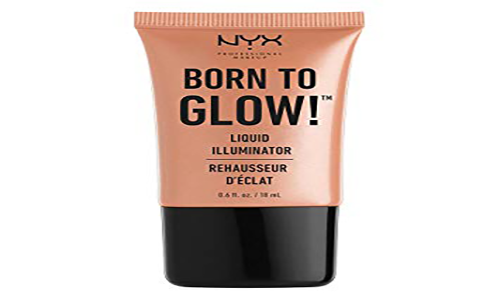 NYX
PROFESSIONAL MAKEUP
BORN TO
GLOW!™
LIQUID
ILLUMINATOR
REHAUSSEUR
D'ÉCLAT
0.6 fl. oz. / 18 mL